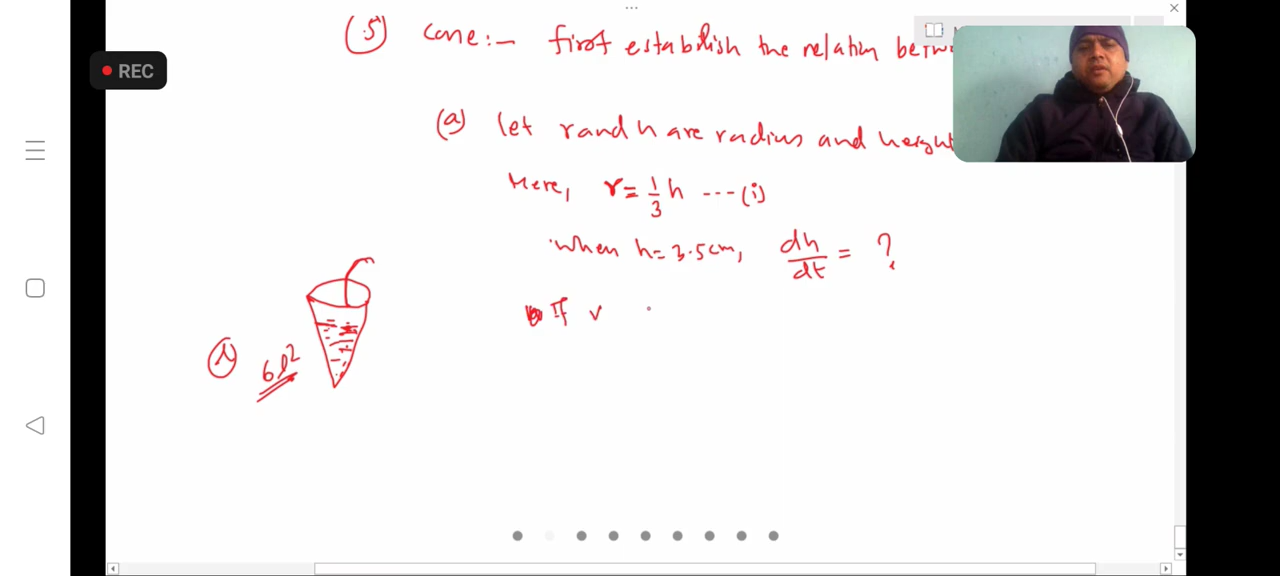 REC
(5) Cone:- first establish the relation betw
(a) let r and h are radius and height
Here, r = 1/3 h ---(i)
when h = 3.5cm, dh/dt = ?
If v
6l²